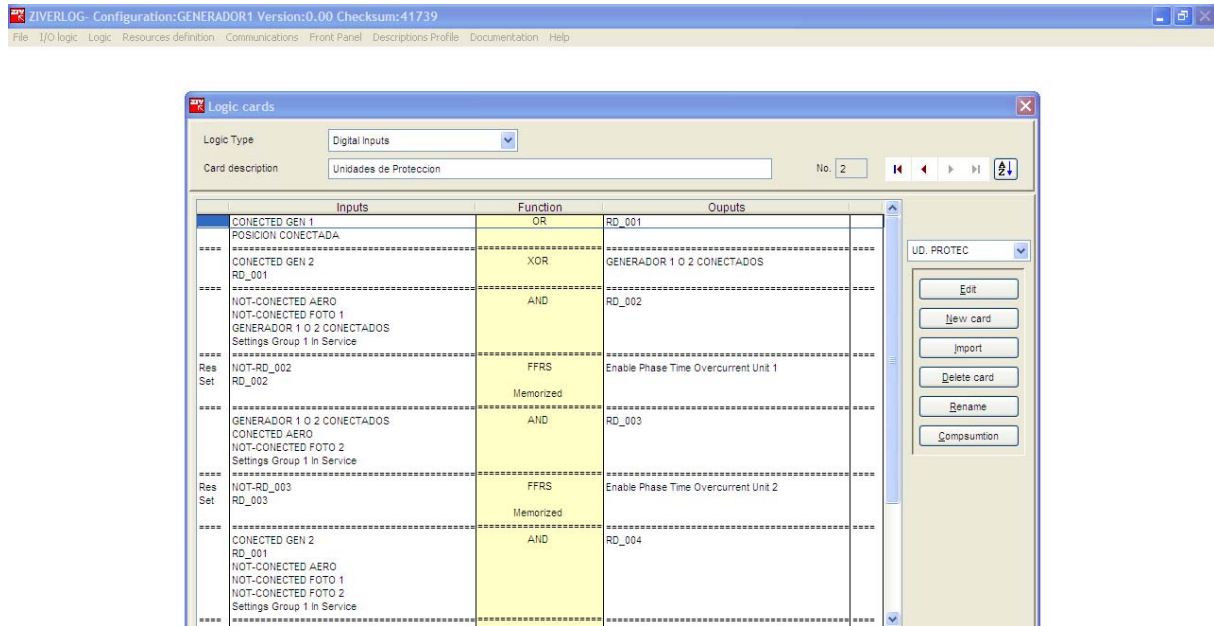 ZIVERLOG- Configuration:GENERADOR1 Version:0.00 Checksum:41739
File I/O logic Logic Resources definition Communications Front Panel Descriptions Profile Documentation Help
Logic cards
Logic Type Digital Inputs
Card description Unidades de Proteccion No. 2
Inputs Function Ouputs
CONECTED GEN 1 OR RD_001
POSICION CONECTADA
CONECTED GEN 2 XOR GENERADOR 1 O 2 CONECTADOS
RD_001
NOT-CONECTED AERO AND RD_002
NOT-CONECTED FOTO 1
GENERADOR 1 O 2 CONECTADOS
Settings Group 1 In Service
Res NOT-RD_002 FFRS Enable Phase Time Overcurrent Unit 1
Set RD_002
Memorized
GENERADOR 1 O 2 CONECTADOS AND RD_003
CONECTED AERO
NOT-CONECTED FOTO 2
Settings Group 1 In Service
Res NOT-RD_003 FFRS Enable Phase Time Overcurrent Unit 2
Set RD_003
Memorized
CONECTED GEN 2 AND RD_004
RD_001
NOT-CONECTED AERO
NOT-CONECTED FOTO 1
NOT-CONECTED FOTO 2
Settings Group 1 In Service
UD. PROTEC
Edit
New card
Import
Delete card
Rename
Compsumtion